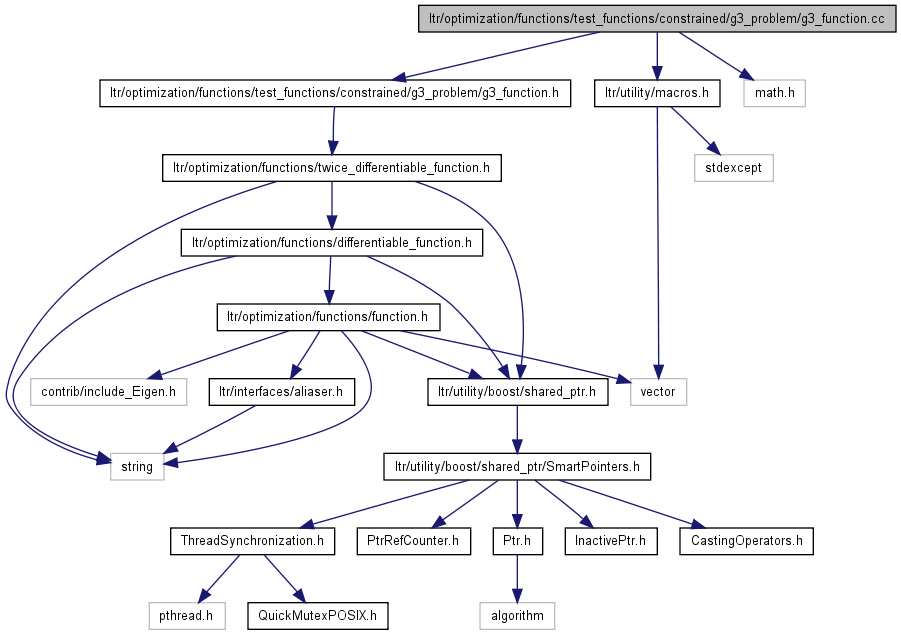 ltr/optimization/functions/test_functions/constrained/g3_problem/g3_function.cc
ltr/optimization/functions/test_functions/constrained/g3_problem/g3_function.h
ltr/utility/macros.h
math.h
ltr/optimization/functions/twice_differentiable_function.h
stdexcept
ltr/optimization/functions/differentiable_function.h
ltr/optimization/functions/function.h
contrib/include_Eigen.h
ltr/interfaces/aliaser.h
ltr/utility/boost/shared_ptr.h
vector
string
ltr/utility/boost/shared_ptr/SmartPointers.h
ThreadSynchronization.h
PtrRefCounter.h
Ptr.h
InactivePtr.h
CastingOperators.h
pthread.h
QuickMutexPOSIX.h
algorithm